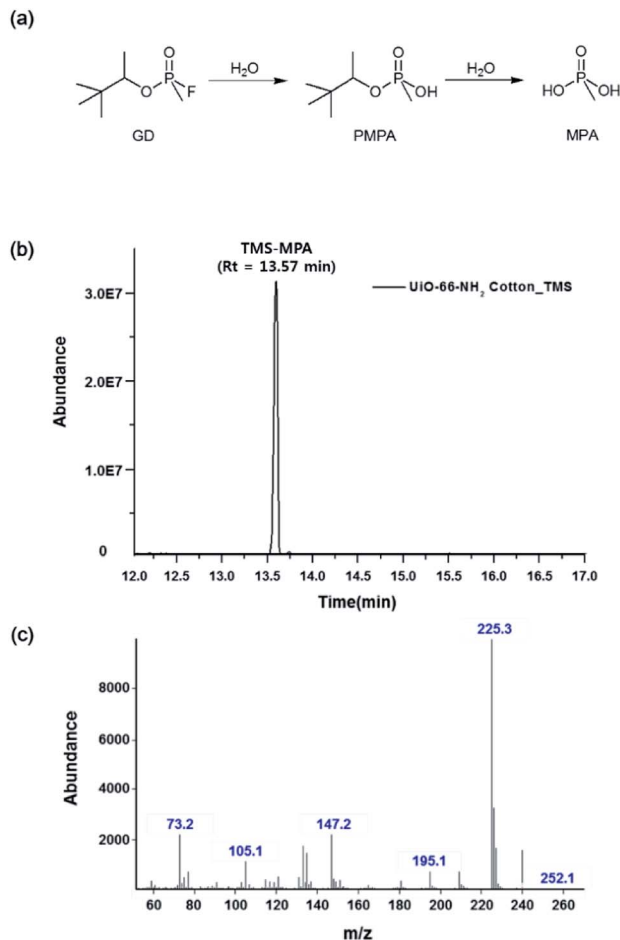 (a)
O
P
O
F
GD
H₂O
O
P
O
OH
PMPA
H₂O
O
P
HO
OH
MPA
(b)
TMS-MPA
(Rt = 13.57 min)
UiO-66-NH₂ Cotton_TMS
Abundance
3.0E7
2.0E7
1.0E7
0
12.0 12.5 13.0 13.5 14.0 14.5 15.0 15.5 16.0 16.5 17.0
Time(min)
(c)
225.3
Abundance
8000
6000
4000
2000
73.2
105.1
147.2
195.1
252.1
60 80 100 120 140 160 180 200 220 240 260
m/z